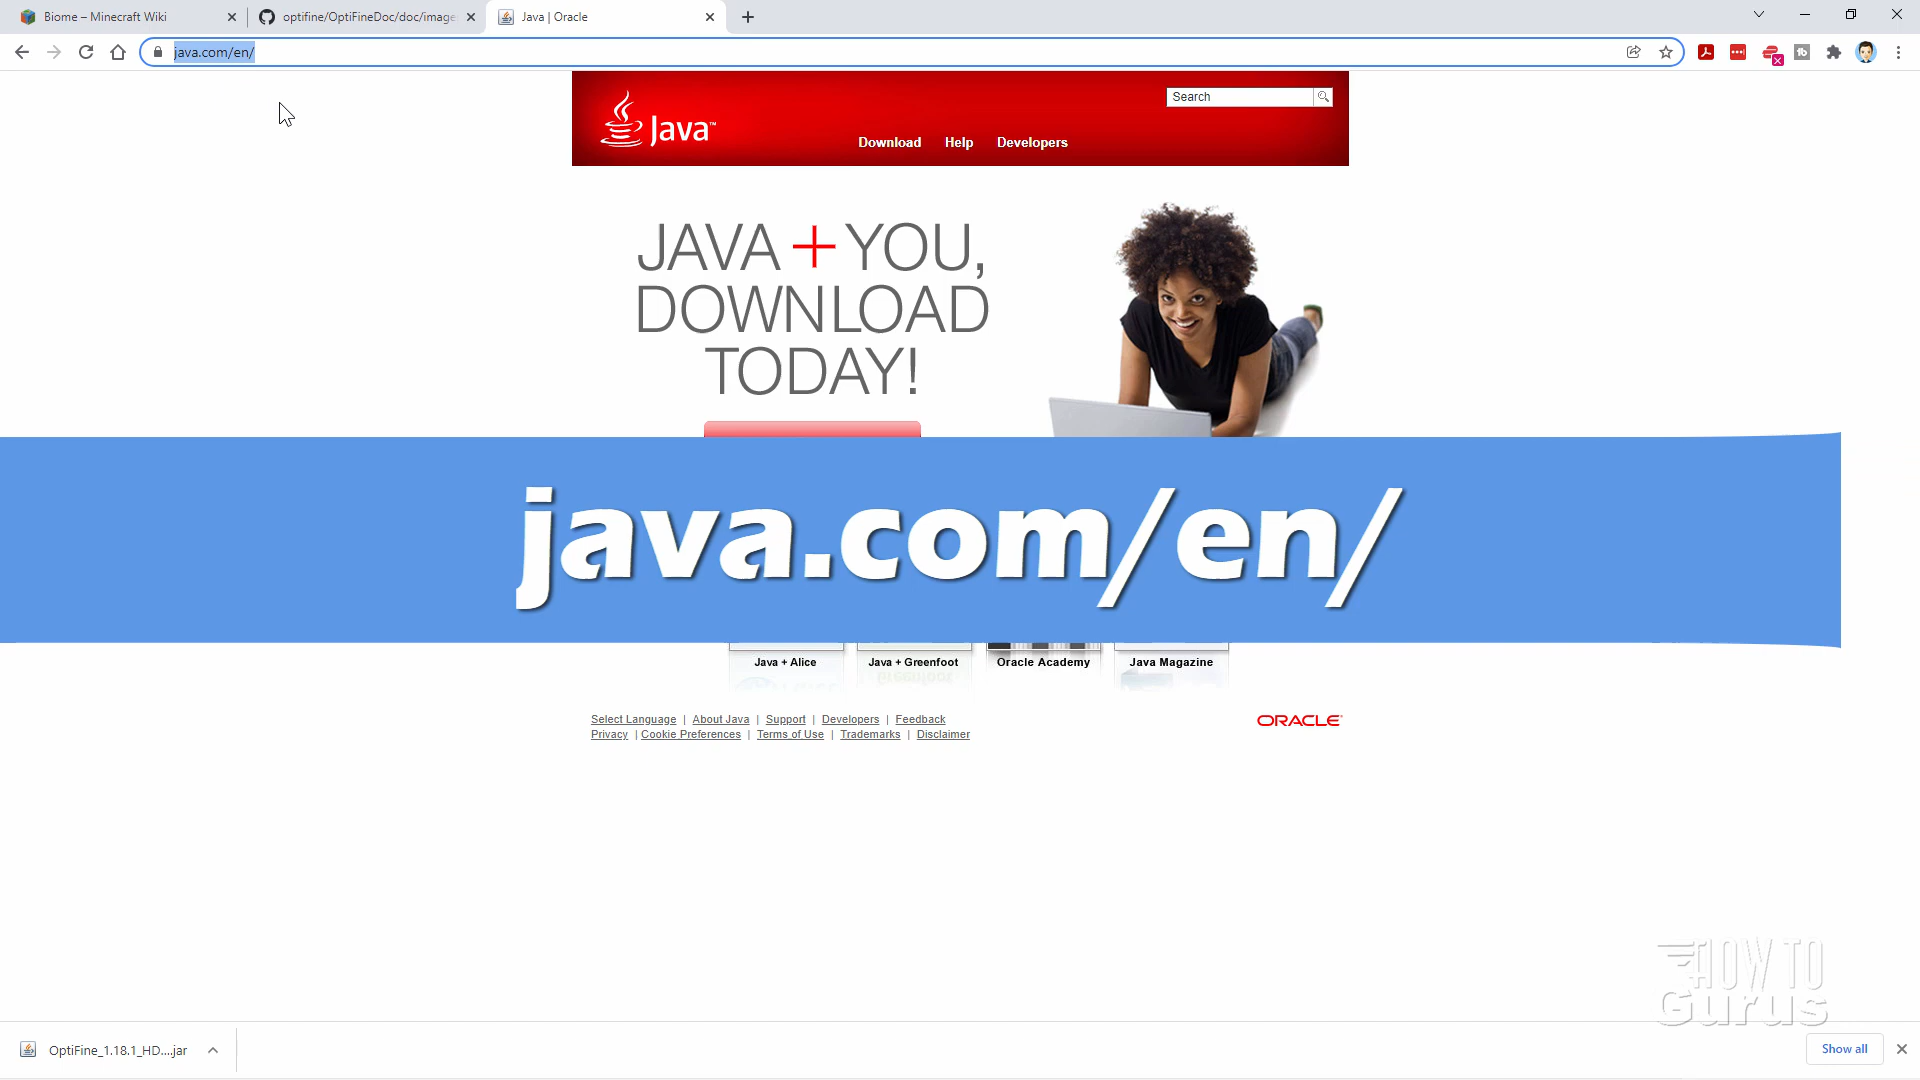 Biome – Minecraft Wiki
optifine/OptiFineDoc/doc/image
Java | Oracle
java.com/en/
Java™
Search
Download Help Developers
JAVA + YOU,
DOWNLOAD
TODAY!
java.com/en/
Java + Alice Java + Greenfoot Oracle Academy Java Magazine
Select Language | About Java | Support | Developers | Feedback
Privacy | Cookie Preferences | Terms of Use | Trademarks | Disclaimer
ORACLE
HOW TO
Gurus
OptiFine_1.18.1_HD....jar
Show all